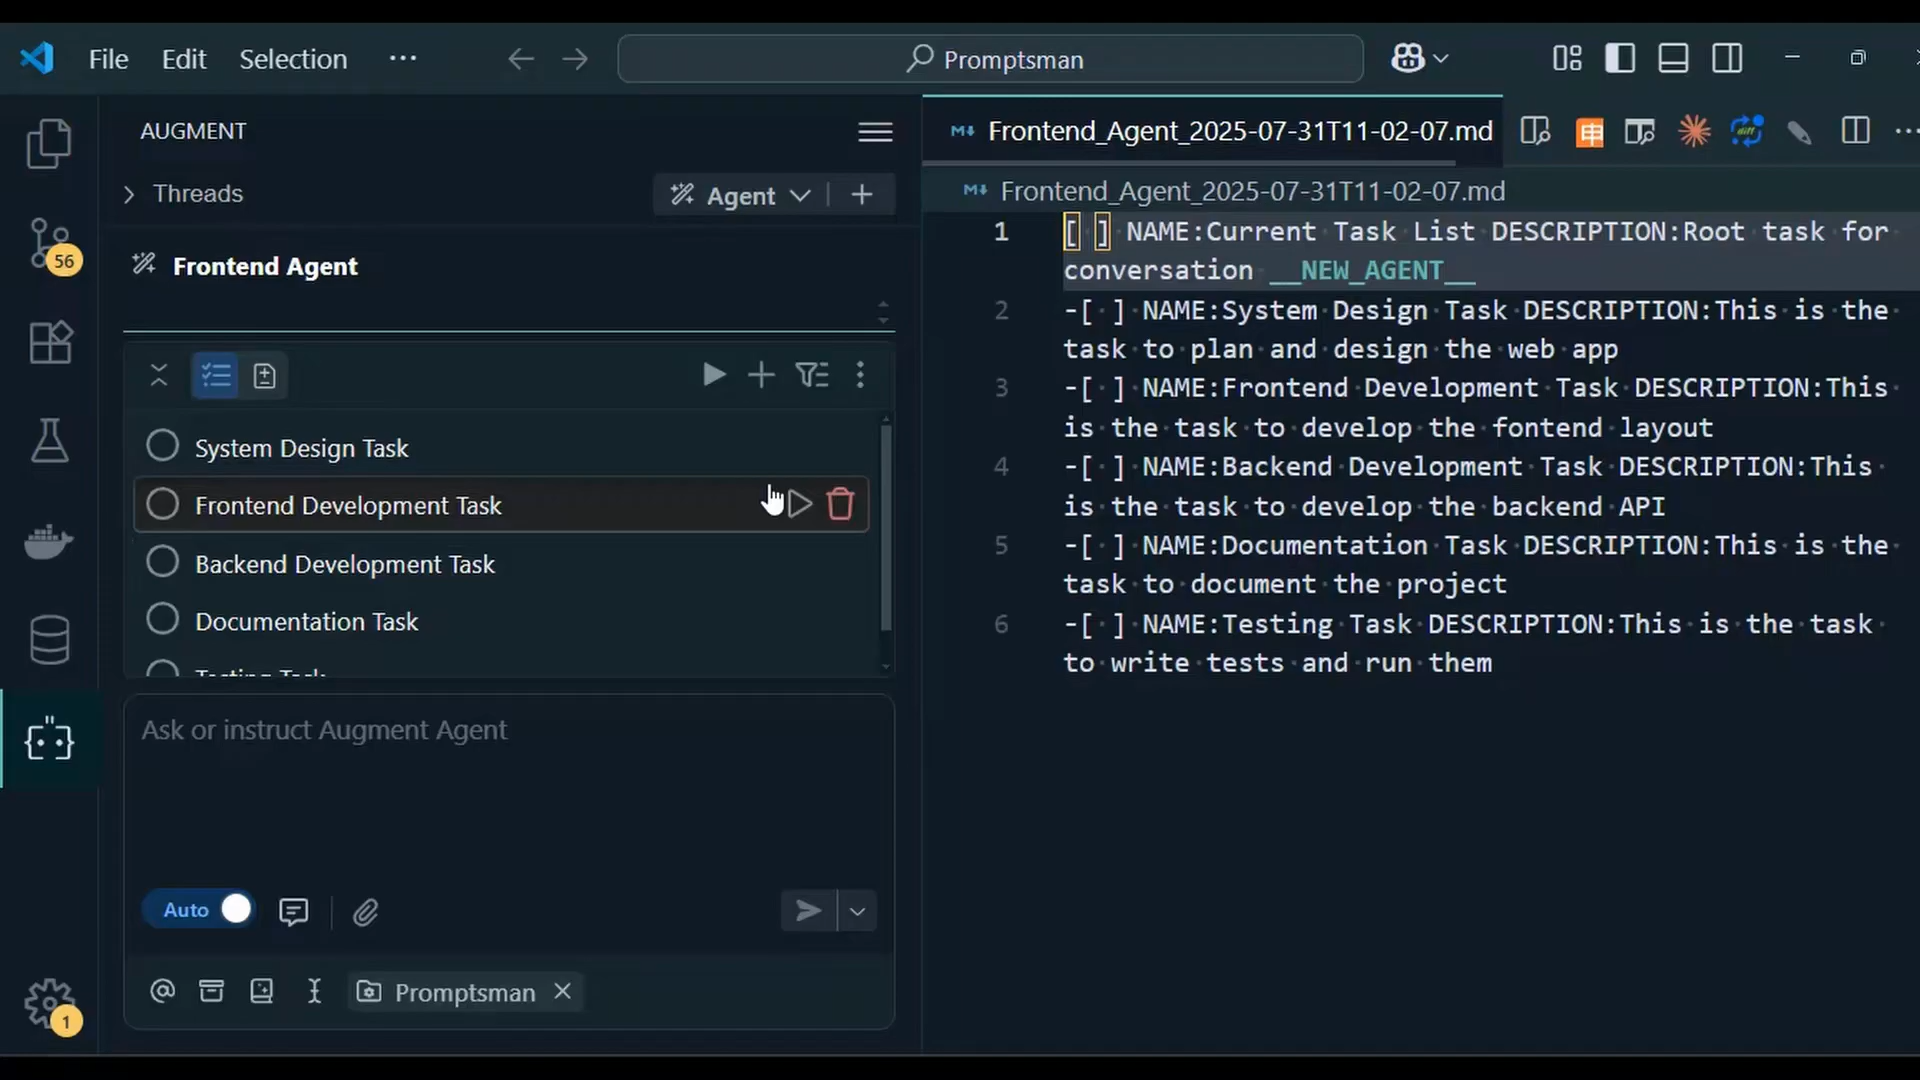 File Edit Selection ···
Promptsman
AUGMENT
Threads
Agent
56
Frontend Agent
System Design Task
Frontend Development Task
Backend Development Task
Documentation Task
Testing Task
Ask or instruct Augment Agent
Auto
Promptsman
1
Frontend_Agent_2025-07-31T11-02-07.md
Frontend_Agent_2025-07-31T11-02-07.md
1 [ ] NAME:Current Task List DESCRIPTION:Root task for
conversation __NEW_AGENT__
2 -[ ] NAME:System Design Task DESCRIPTION:This is the
task to plan and design the web app
3 -[ ] NAME:Frontend Development Task DESCRIPTION:This
is the task to develop the fontend layout
4 -[ ] NAME:Backend Development Task DESCRIPTION:This
is the task to develop the backend API
5 -[ ] NAME:Documentation Task DESCRIPTION:This is the
task to document the project
6 -[ ] NAME:Testing Task DESCRIPTION:This is the task
to write tests and run them